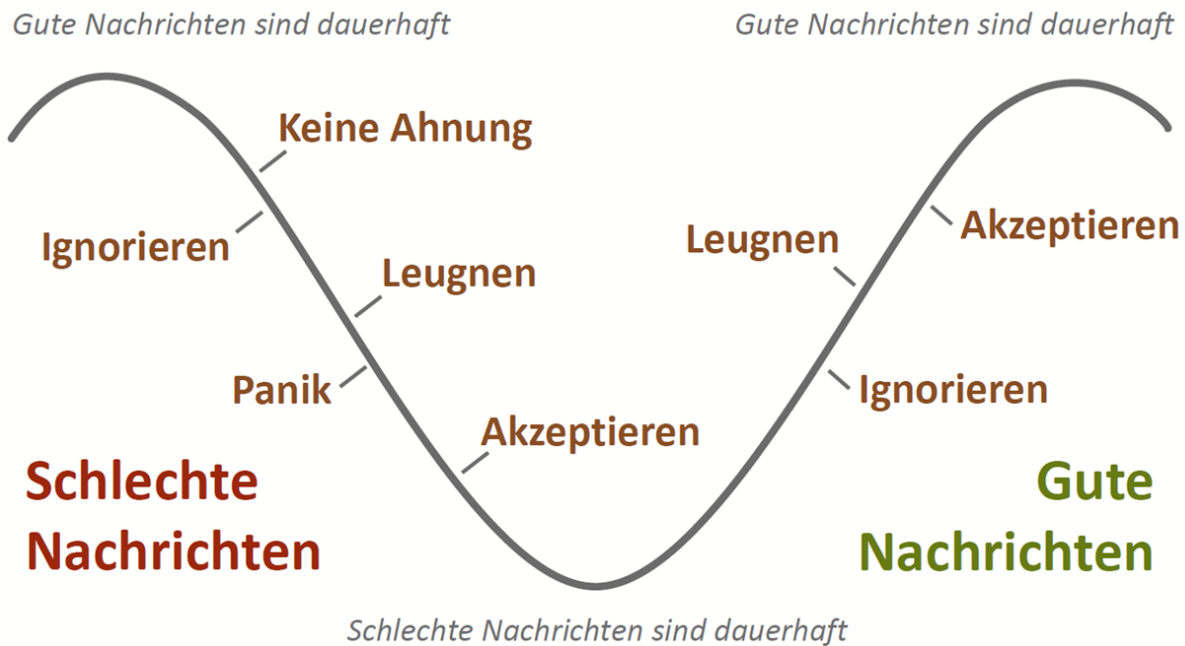 Gute Nachrichten sind dauerhaft
Gute Nachrichten sind dauerhaft
Keine Ahnung
Ignorieren
Leugnen
Panik
Akzeptieren
Leugnen
Akzeptieren
Ignorieren
Schlechte
Nachrichten
Gute
Nachrichten
Schlechte Nachrichten sind dauerhaft